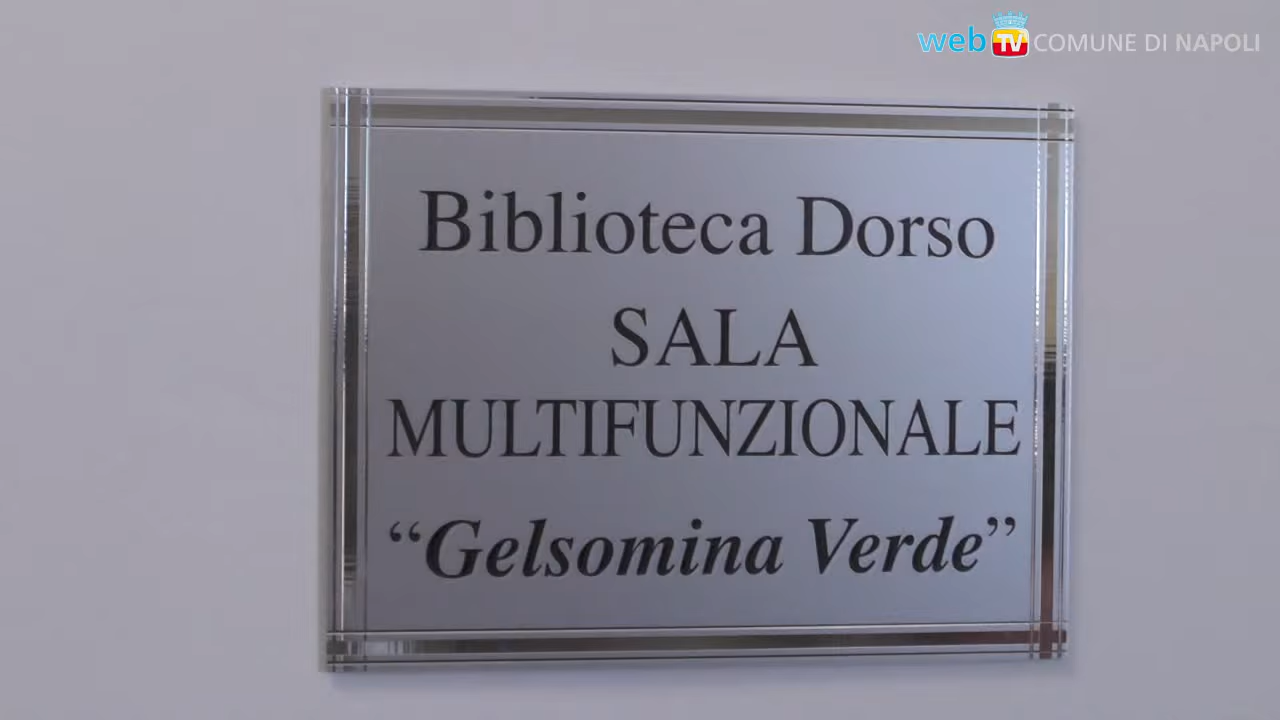 web TV COMUNE DI NAPOLI
Biblioteca Dorso
SALA
MULTIFUNZIONALE
“Gelsomina Verde”